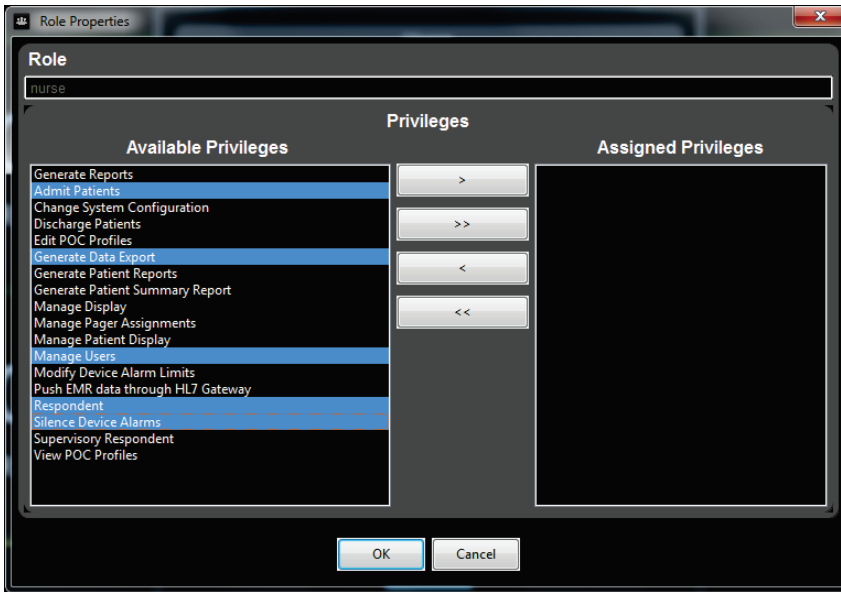 Role Properties
x
Role
nurse
Privileges
Available Privileges
Assigned Privileges
Generate Reports
Admit Patients
Change System Configuration
Discharge Patients
Edit POC Profiles
Generate Data Export
Generate Patient Reports
Generate Patient Summary Report
Manage Display
Manage Pager Assignments
Manage Patient Display
Manage Users
Modify Device Alarm Limits
Push EMR data through HL7 Gateway
Respondent
Silence Device Alarms
Supervisory Respondent
View POC Profiles
>
>>
<
<<
OK
Cancel